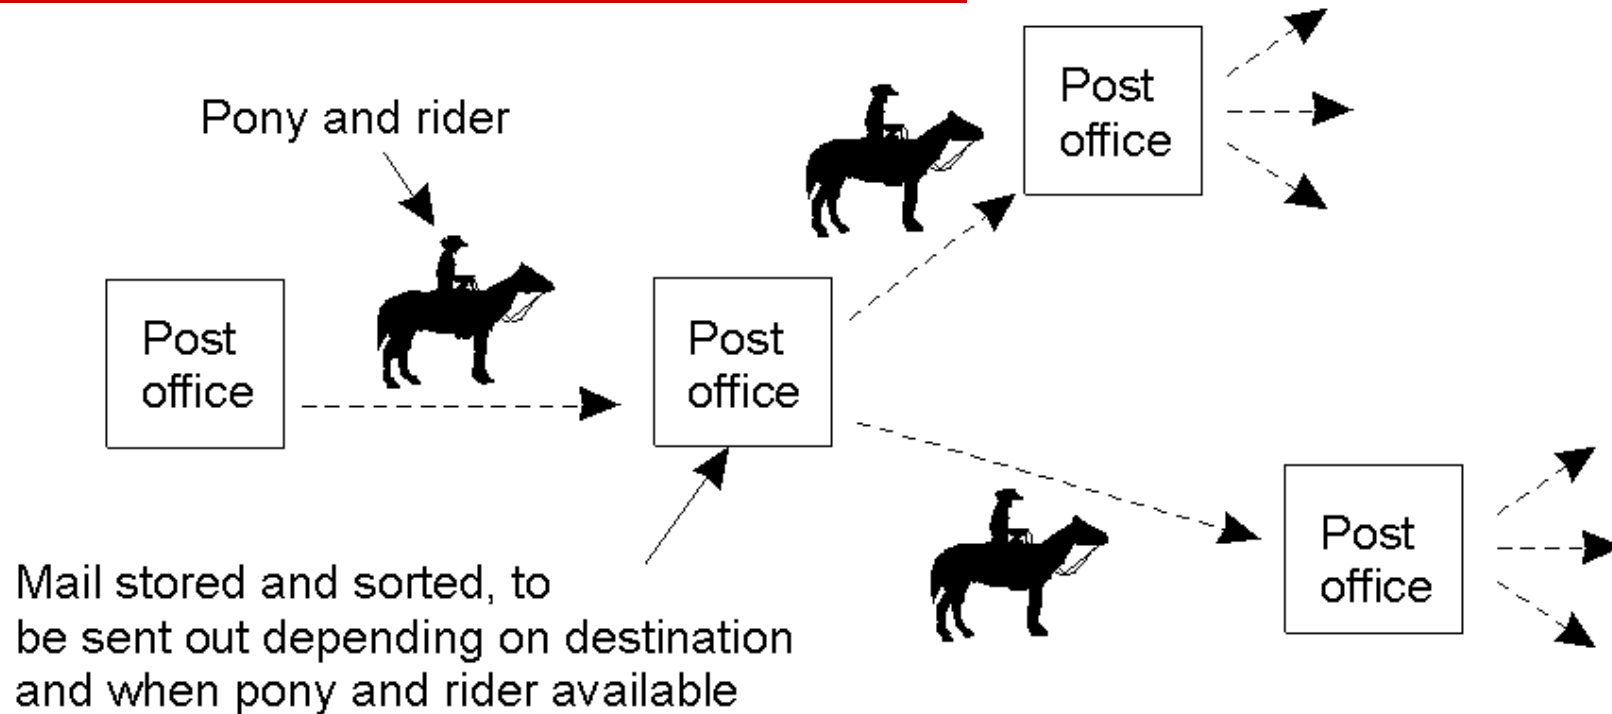 Pony and rider
Post
office
Post
office
Post
office
Post
office
Mail stored and sorted, to
be sent out depending on destination
and when pony and rider available